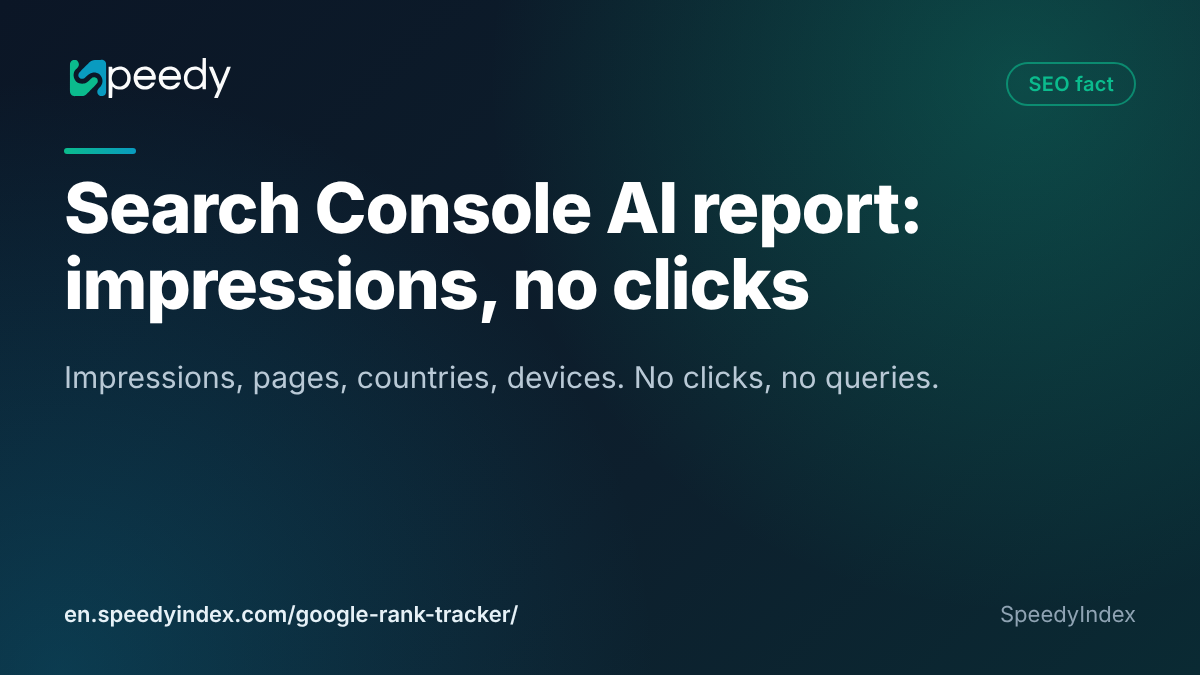 Speedy
SEO fact
Search Console AI report:
impressions, no clicks
Impressions, pages, countries, devices. No clicks, no queries.
en.speedyindex.com/google-rank-tracker/
SpeedyIndex